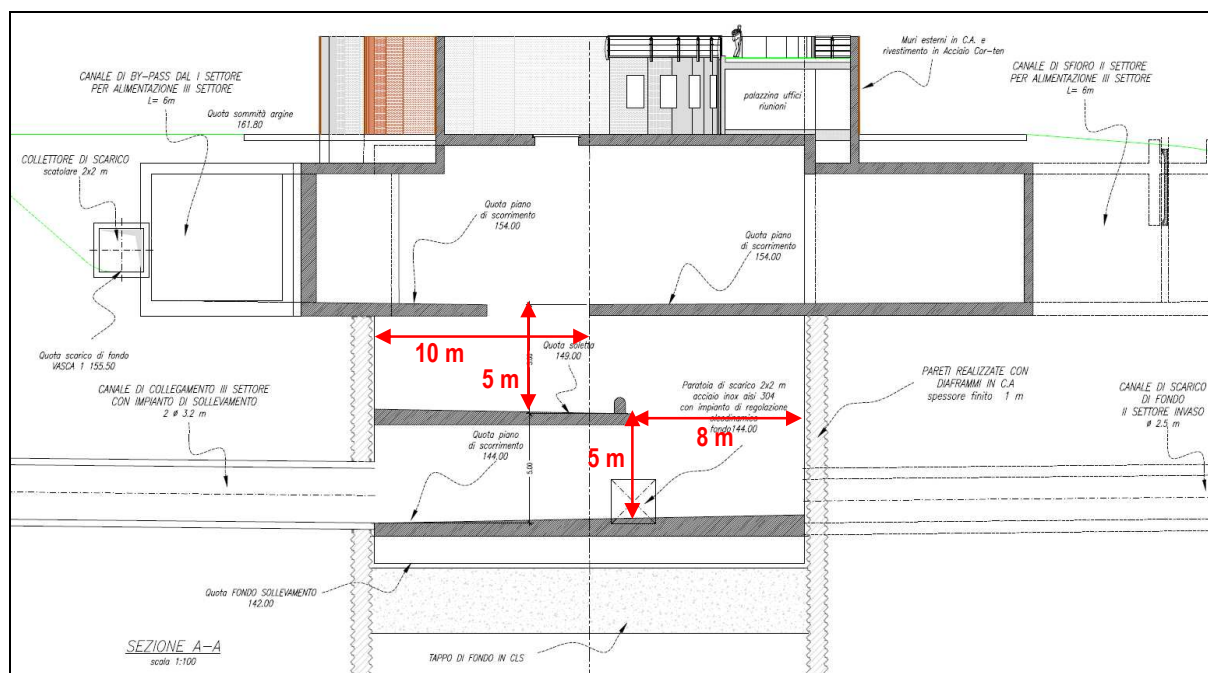 Muri esterni in C.A. e
rivestimento in Acciaio Cor-ten
CANALE DI BY-PASS DAL I SETTORE
PER ALIMENTAZIONE III SETTORE
L= 6m
CANALE DI SFIORO II SETTORE
PER ALIMENTAZIONE III SETTORE
L= 6m
palazzina uffici
riunioni
Quota sommità argine
161.80
COLLETTORE DI SCARICO
scatolare 2x2 m
Quota piano
di scorrimento
154.00
Quota piano
di scorrimento
154.00
10 m
5 m
5.00
Quota soletta
149.00
Quota scarico di fondo
VASCA 1 155.50
CANALE DI COLLEGAMENTO III SETTORE
CON IMPIANTO DI SOLLEVAMENTO
2 ø 3.2 m
Paratoia di scarico 2x2 m
acciaio inox aisi 304
con impianto di regolazione
oleodinamico
fondo144.00
PARETI REALIZZATE CON
DIAFRAMMI IN C.A
spessore finito 1 m
CANALE DI SCARICO
DI FONDO
II SETTORE INVASO
ø 2.5 m
8 m
5 m
Quota piano
di scorrimento
144.00
5.00
Quota FONDO SOLLEVAMENTO
142.00
SEZIONE A-A
scala 1:100
TAPPO DI FONDO IN CLS